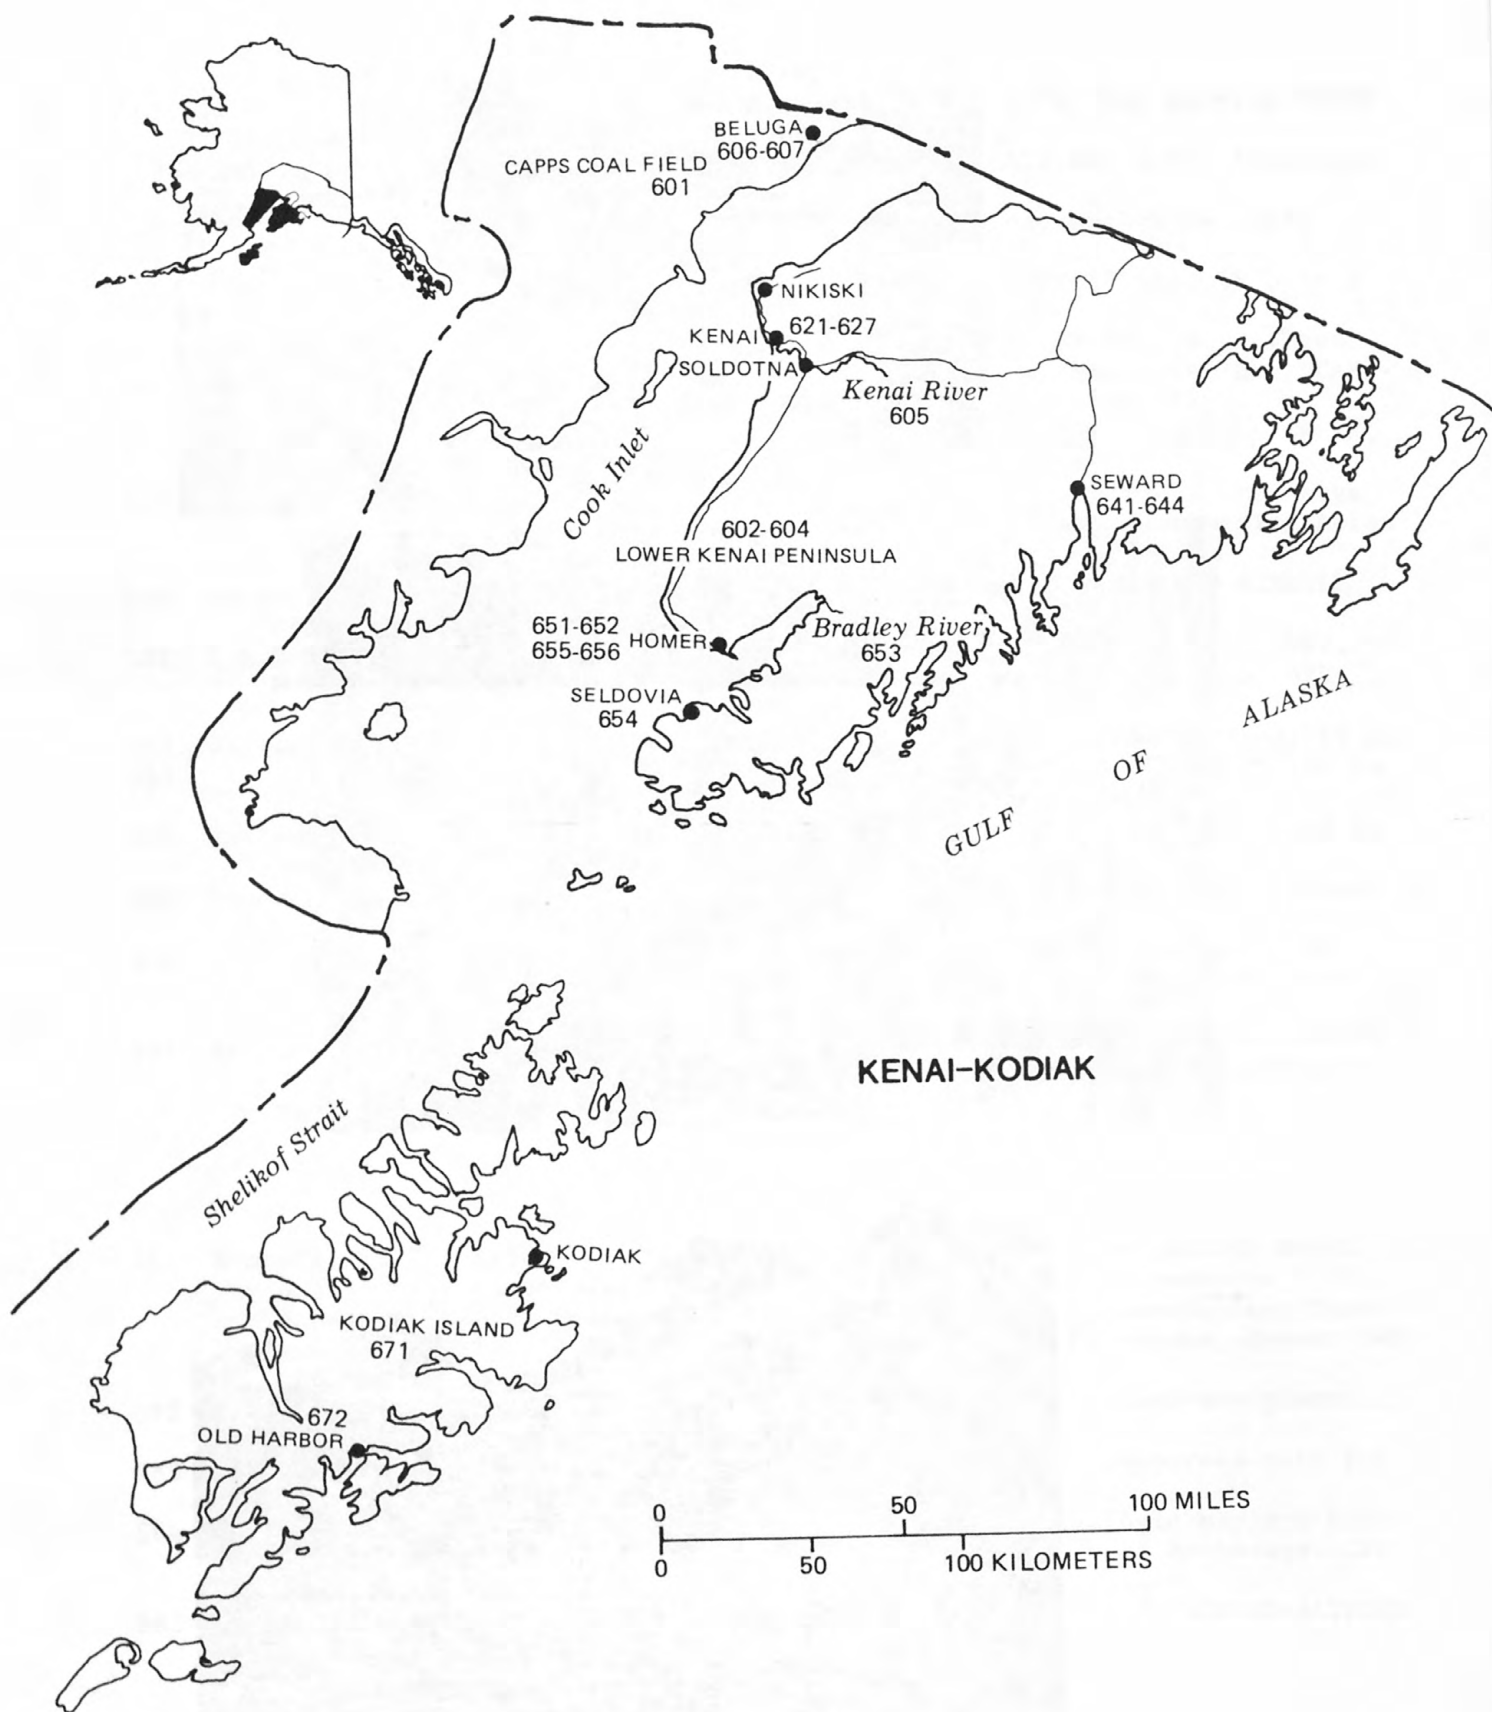 BELUGA
606-607
CAPPS COAL FIELD
601
NIKISKI
621-627
KENAI
SOLDOTNA
Kenai River
605
Cook Inlet
SEWARD
641-644
602-604
LOWER KENAI PENINSULA
651-652
655-656
HOMER
Bradley River
653
SELDOVIA
654
GULF OF ALASKA
KENAI-KODIAK
Shelikof Strait
KODIAK
KODIAK ISLAND
671
672
OLD HARBOR
0 50 100 MILES
0 50 100 KILOMETERS